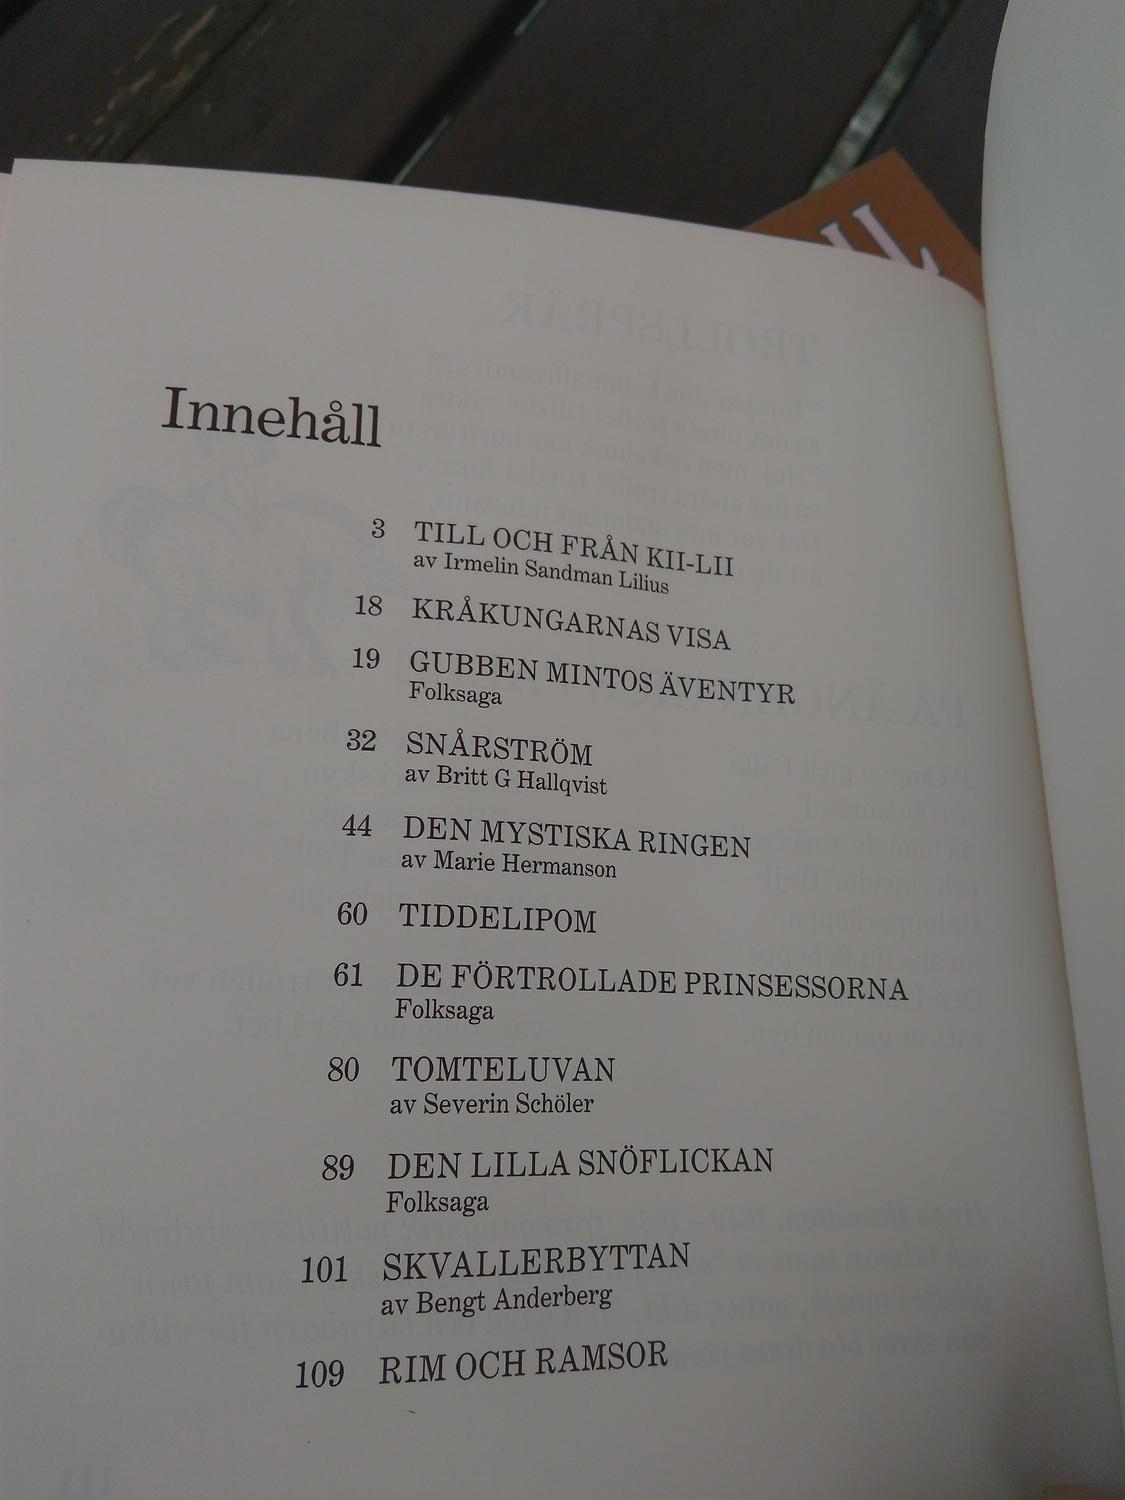 Innehåll
3 TILL OCH FRÅN KII-LII
av Irmelin Sandman Lilius
18 KRÅKUNGARNAS VISA
19 GUBBEN MINTOS ÄVENTYR
Folksaga
32 SNÅRSTRÖM
av Britt G Hallqvist
44 DEN MYSTISKA RINGEN
av Marie Hermanson
60 TIDDELIPOM
61 DE FÖRTROLLADE PRINSESSORNA
Folksaga
80 TOMTELUVAN
av Severin Schöler
89 DEN LILLA SNÖFLICKAN
Folksaga
101 SKVALLERBYTTAN
av Bengt Anderberg
109 RIM OCH RAMSOR